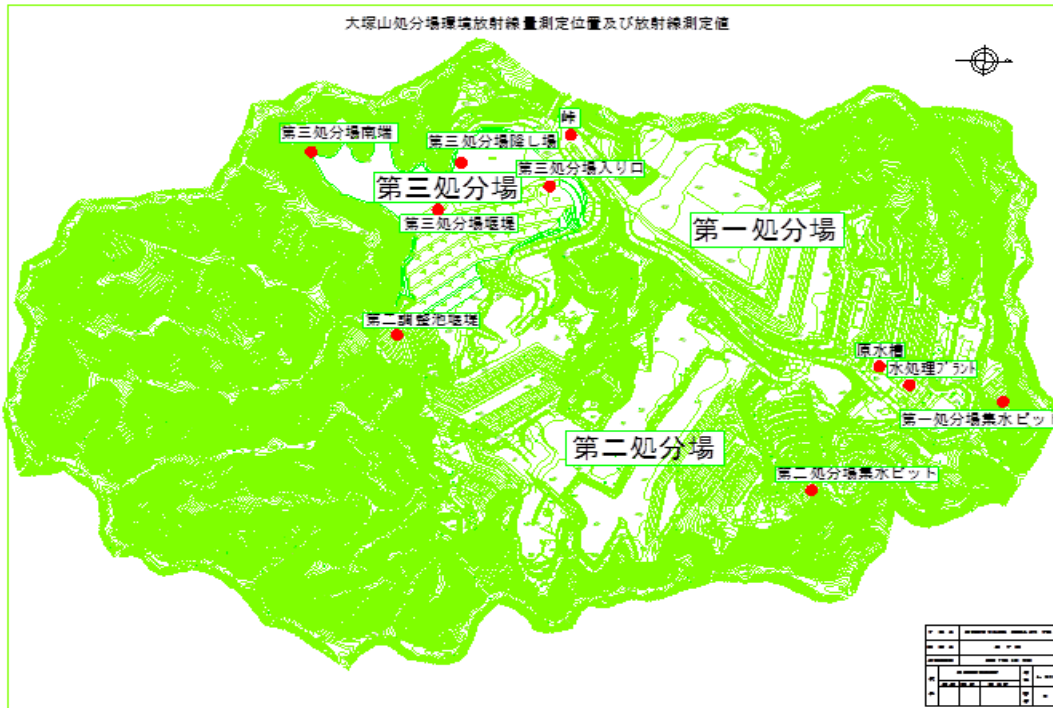 大塚山処分場環境放射線量測定位置及び放射線測定値
峠
第三処分場南端
第三処分場降し場
第三処分場入り口
第三処分場
第三処分場堰堤
第一処分場
第二調整池堰堤
原水槽
水処理プラント
第一処分場集水ピット
第二処分場
第二処分場集水ピット